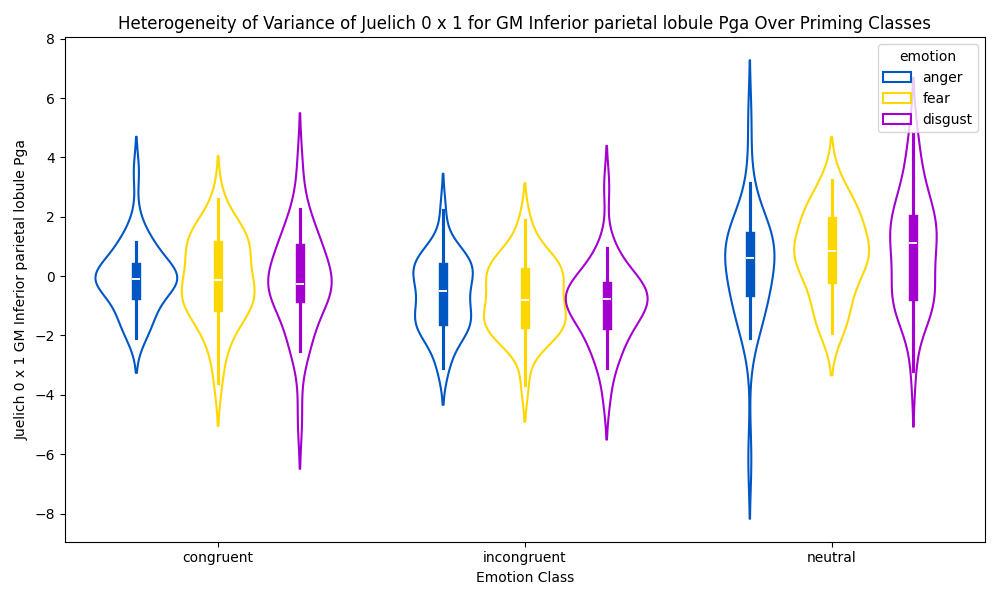 Heterogeneity of Variance of Juelich 0 x 1 for GM Inferior parietal lobule Pga Over Priming Classes
8
6
4
2
0
−2
−4
−6
−8
Juelich 0 x 1 GM Inferior parietal lobule Pga
emotion
anger
fear
disgust
congruent
incongruent
neutral
Emotion Class